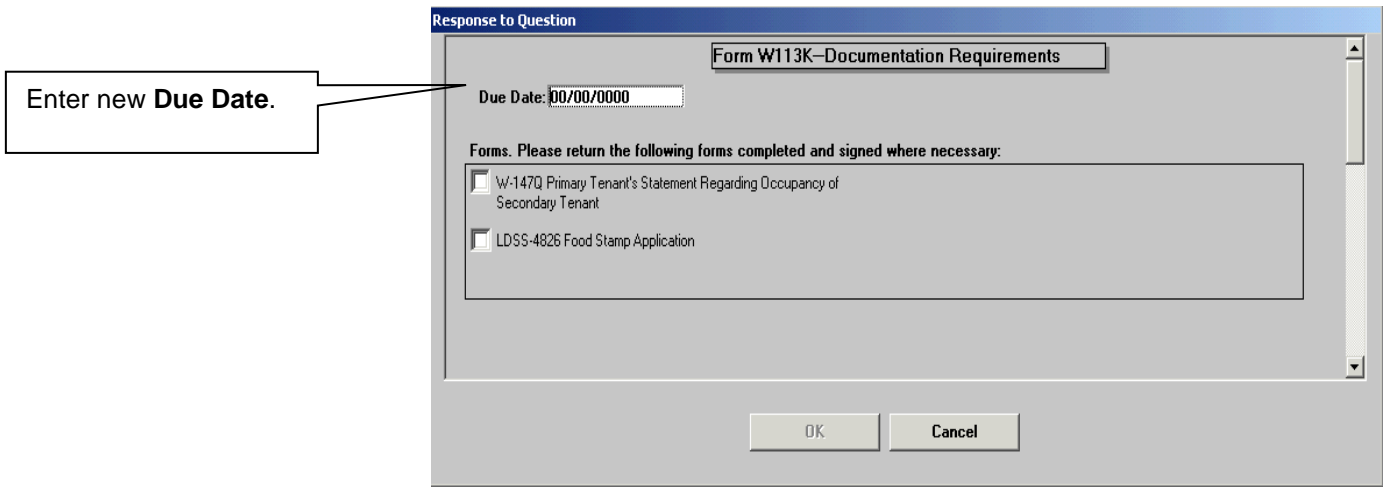 Response to Question
Form W113K–Documentation Requirements
Enter new Due Date.
Due Date: 00/00/0000
Forms. Please return the following forms completed and signed where necessary:
W-147Q Primary Tenant's Statement Regarding Occupancy of
Secondary Tenant
LDSS-4826 Food Stamp Application
OK
Cancel